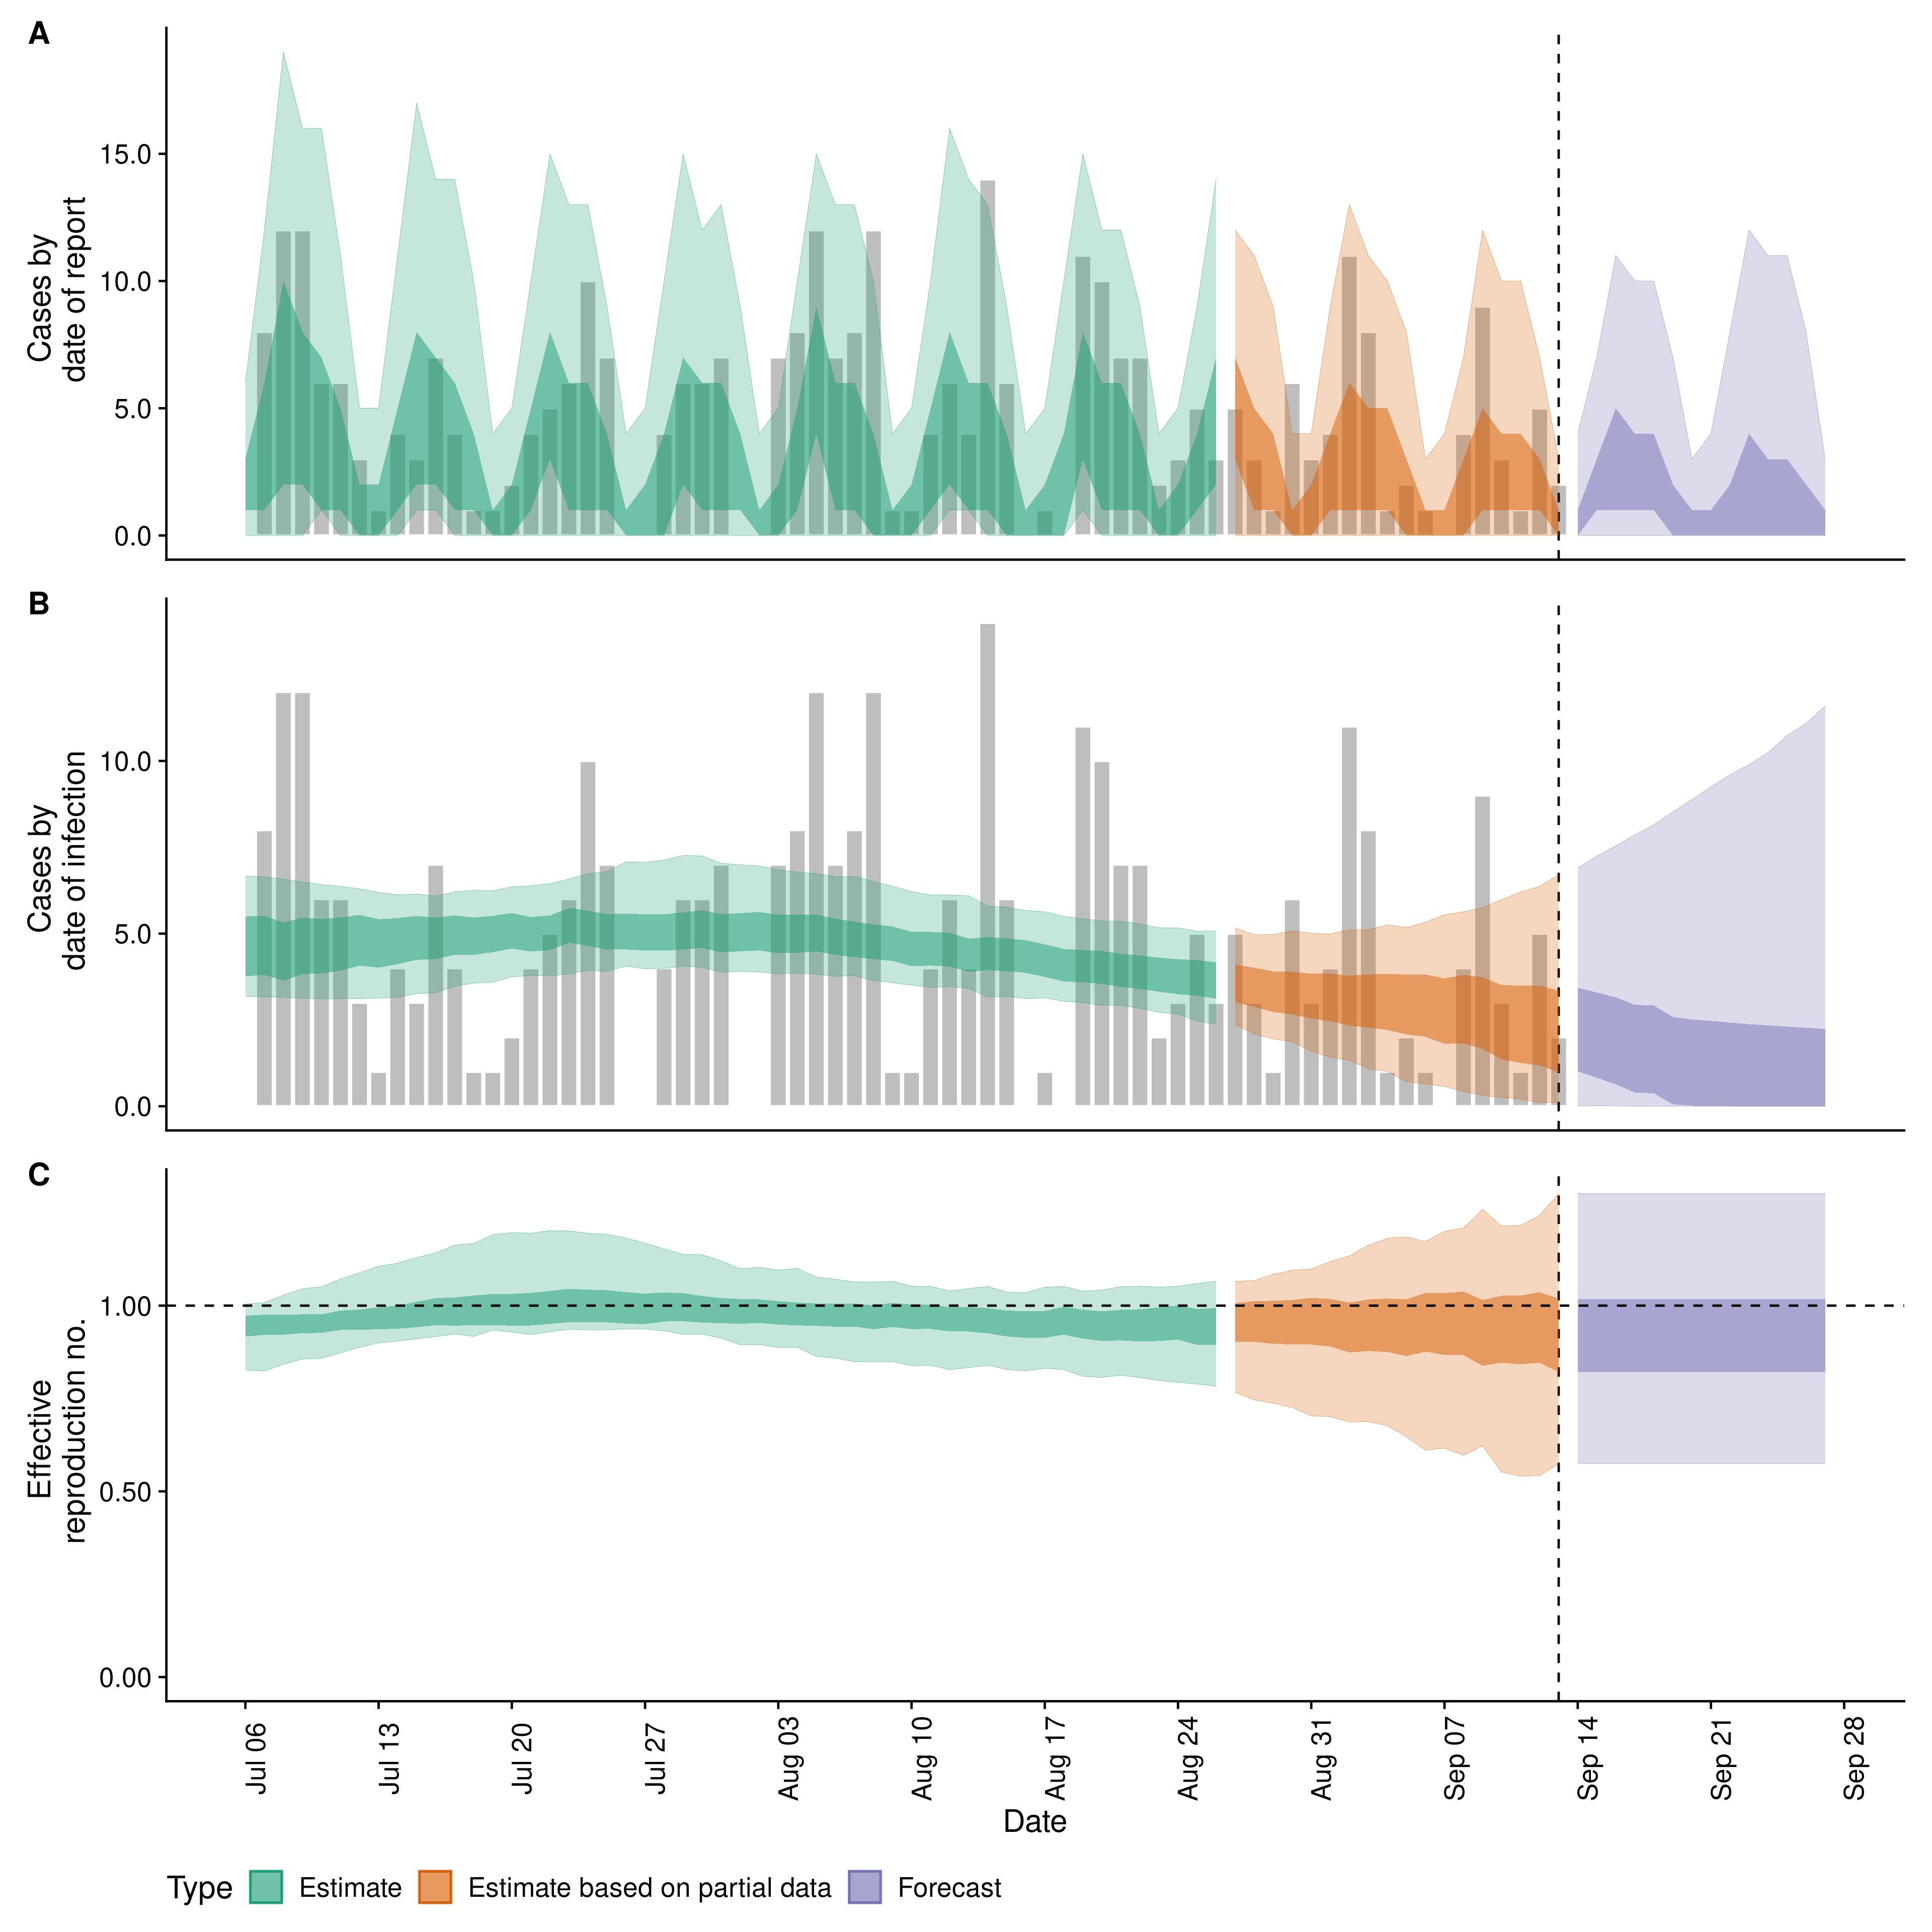 A
Cases by
date of report
15.0
10.0
5.0
0.0
B
Cases by
date of infection
10.0
5.0
0.0
C
Effective
reproduction no.
1.00
0.50
0.00
Jul 06
Jul 13
Jul 20
Jul 27
Aug 03
Aug 10
Aug 17
Aug 24
Aug 31
Sep 07
Sep 14
Sep 21
Sep 28
Date
Type Estimate Estimate based on partial data Forecast